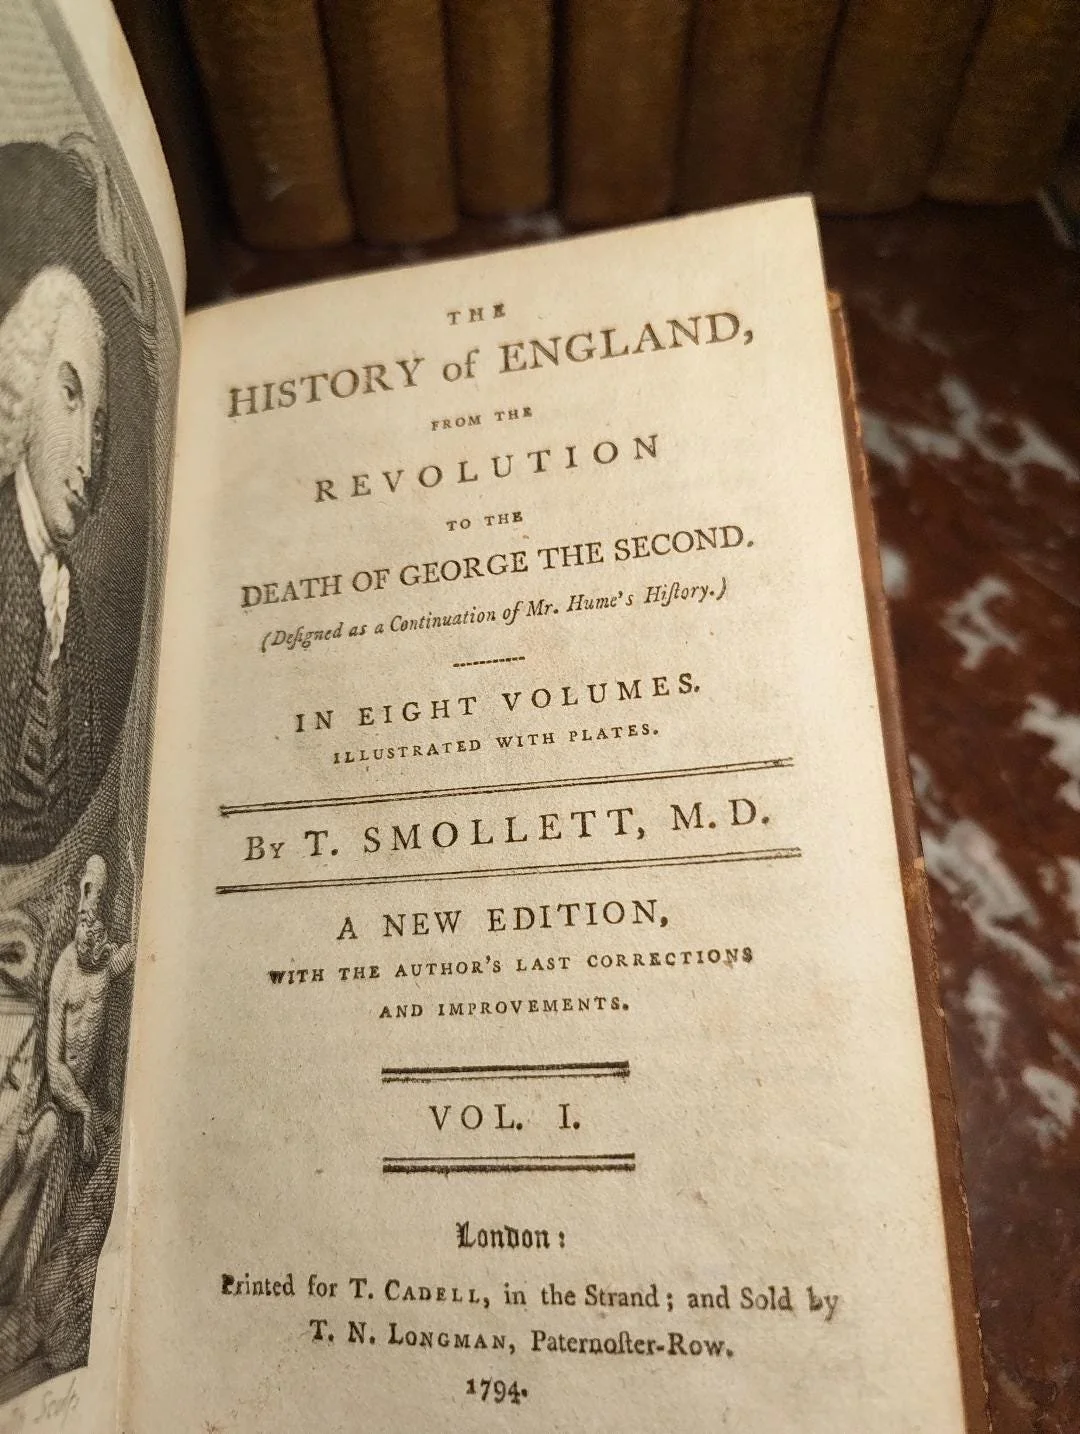 THE
HISTORY of ENGLAND,
FROM THE
REVOLUTION
TO THE
DEATH OF GEORGE THE SECOND.
(Deſigned as a Continuation of Mr. Hume's Hiſtory.)
IN EIGHT VOLUMES.
ILLUSTRATED WITH PLATES.
By T. SMOLLETT, M.D.
A NEW EDITION,
WITH THE AUTHOR'S LAST CORRECTIONS
AND IMPROVEMENTS.
VOL. I.
London:
Printed for T. CADELL, in the Strand; and Sold by
T. N. LONGMAN, Paternoſter-Row.
1794.
Sculp